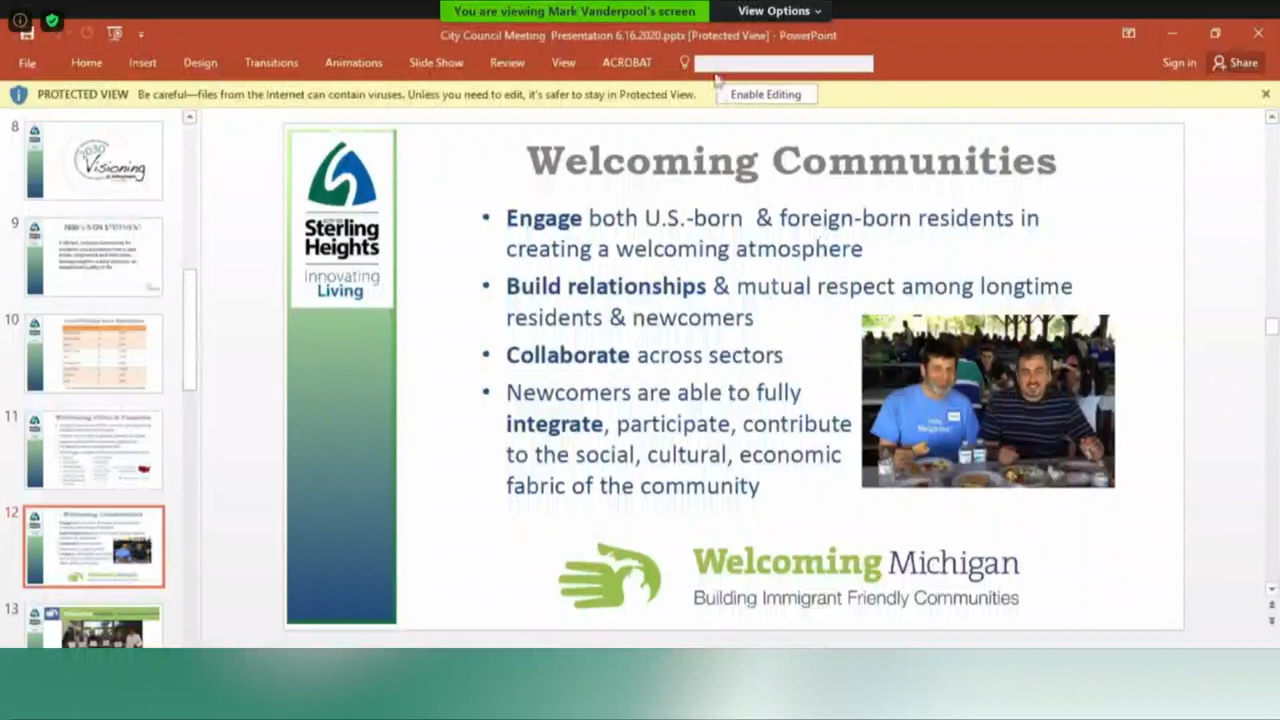 You are viewing Mark Vanderpool's screen
View Options
City Council Meeting Presentation 6.16.2020.pptx [Protected View] - PowerPoint
File Home Insert Design Transitions Animations Slide Show Review View ACROBAT Sign in Share
PROTECTED VIEW Be careful—files from the Internet can contain viruses. Unless you need to edit, it's safer to stay in Protected View. Enable Editing
8
2030
Visioning
9
10
11
12
Welcoming Communities
13
CITY OF
Sterling
Heights
Innovating
Living
Welcoming Communities
• Engage both U.S.-born & foreign-born residents in
creating a welcoming atmosphere
• Build relationships & mutual respect among longtime
residents & newcomers
• Collaborate across sectors
• Newcomers are able to fully
integrate, participate, contribute
to the social, cultural, economic
fabric of the community
Welcoming Michigan
Building Immigrant Friendly Communities